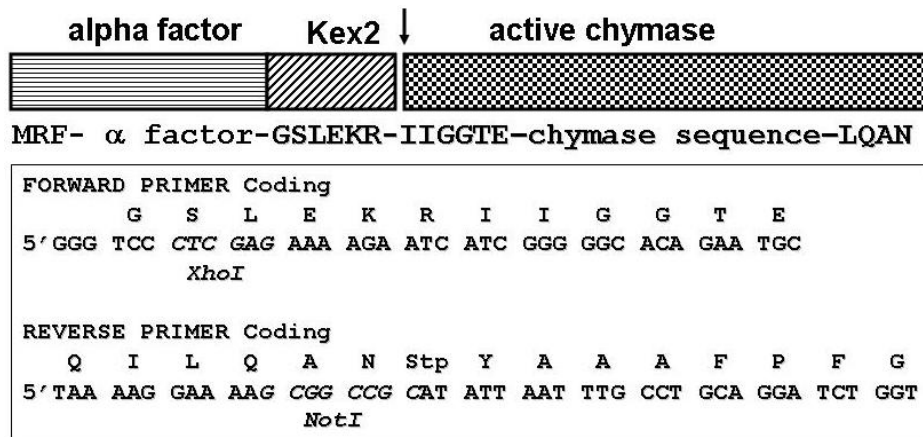 alpha factor Kex2 active chymase
MRF- α factor-GSLEKR-IIGGTE-chymase sequence-LQAN
FORWARD PRIMER Coding
G S L E K R I I G G T E
5'GGG TCC CTC GAG AAA AGA ATC ATC GGG GGC ACA GAA TGC
XhoI
REVERSE PRIMER Coding
Q I L Q A N Stp Y A A A F P F G
5'TAA AAG GAA AAG CGG CCG CAT ATT AAT TTG CCT GCA GGA TCT GGT
NotI